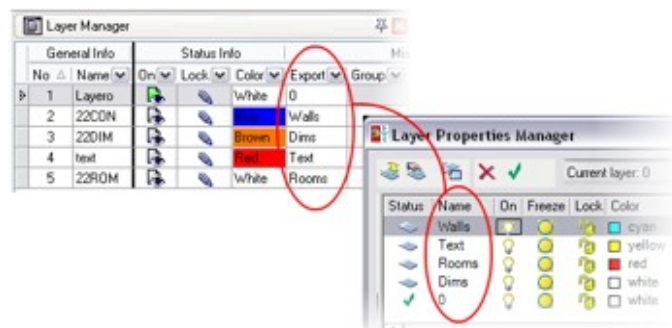 Layer Manager
General Info Status Info
No Name On Lock Color Export Group
1 Layero White 0
2 22CON Blue Walls
3 22DIM Brown Dims
4 text Red Text
5 22ROM White Rooms
Layer Properties Manager
Current layer: 0
Status Name On Freeze Lock Color
Walls cyan
Text yellow
Rooms red
Dims white
0 white